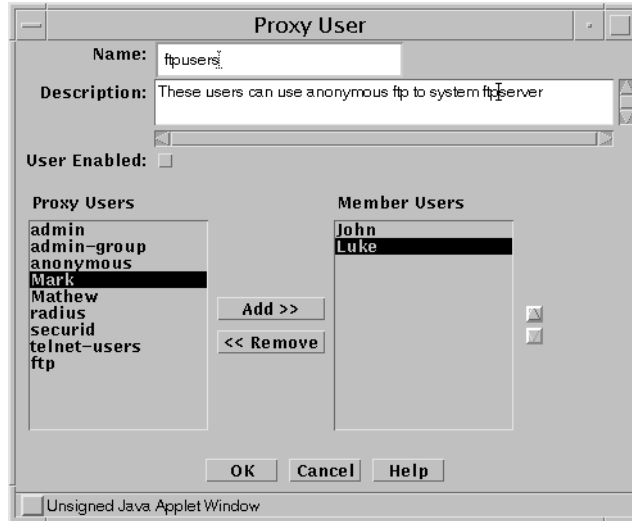 Proxy User
Name: ftpusers
Description: These users can use anonymous ftp to system ftpserver
User Enabled:
Proxy Users
admin
admin-group
anonymous
Mark
Mathew
radius
securid
telnet-users
ftp
Add >>
<< Remove
Member Users
John
Luke
OK Cancel Help
Unsigned Java Applet Window